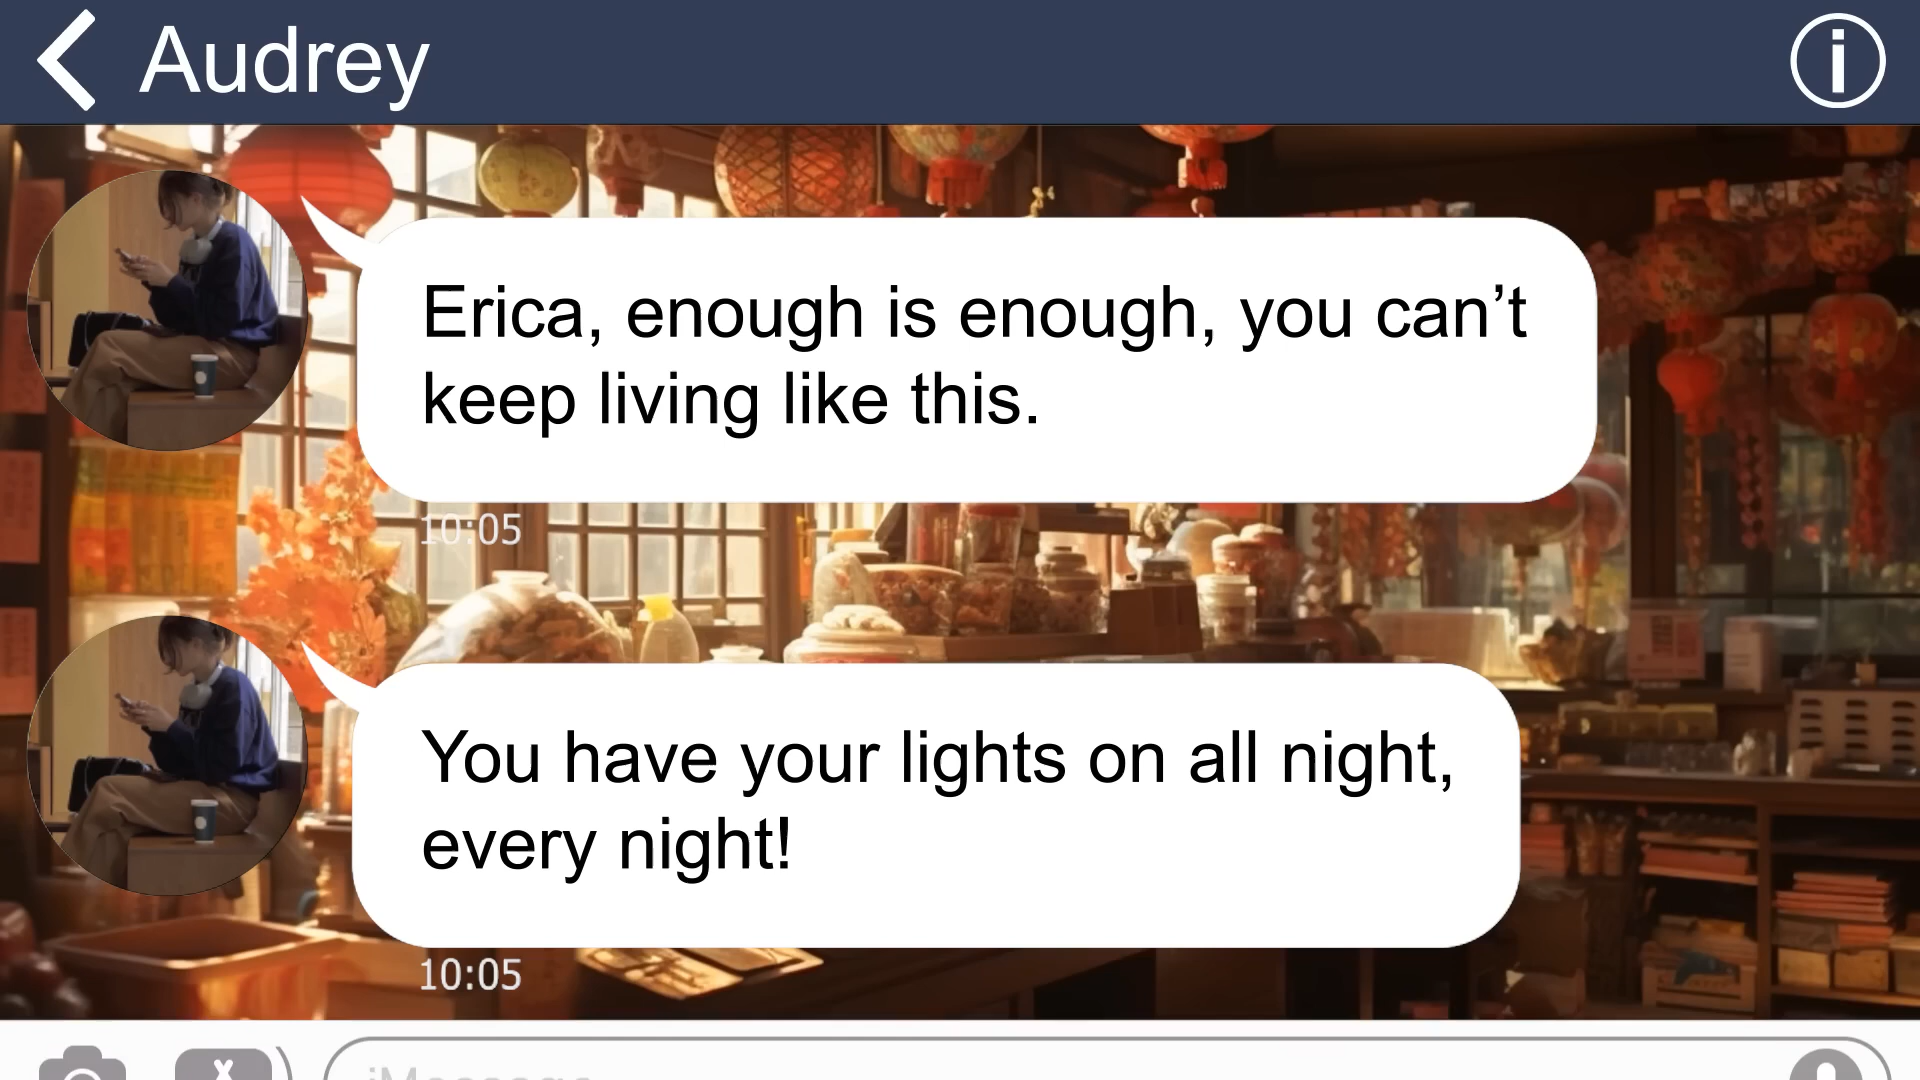 Audrey
Erica, enough is enough, you can’t
keep living like this.
10:05
You have your lights on all night,
every night!
10:05
iMessage